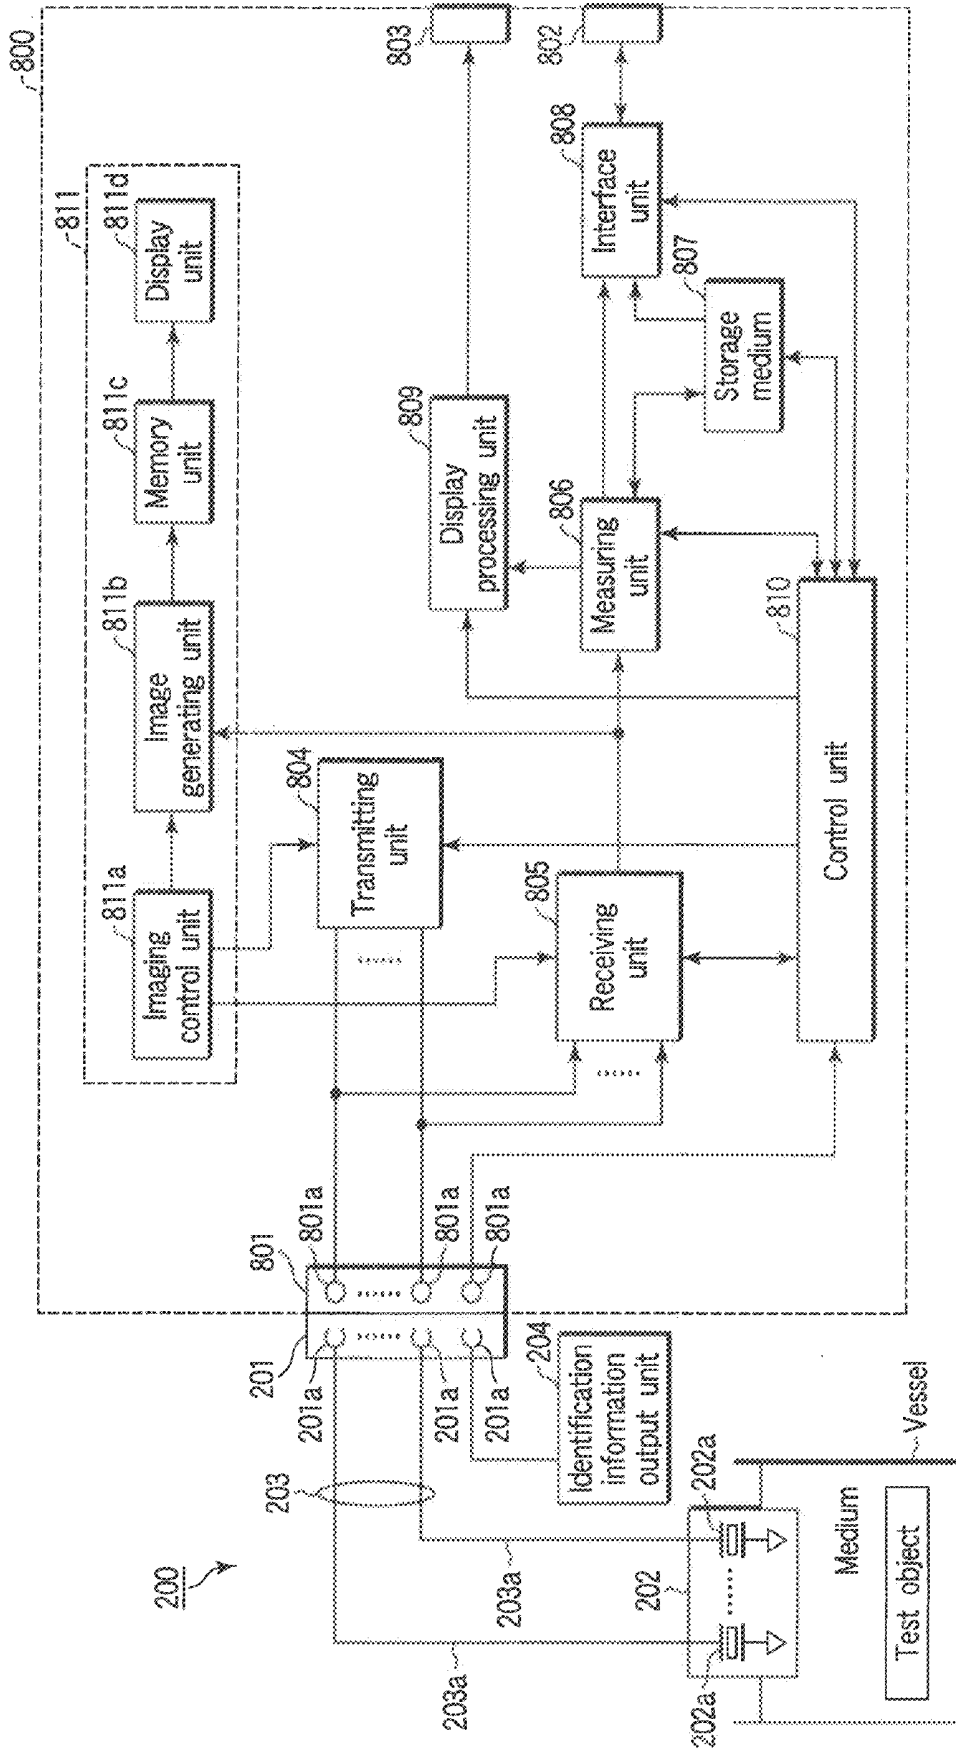 800
811
811a
Imaging
control unit
811b
Image
generating unit
811c
Memory
unit
811d
Display
unit
804
Transmitting
unit
809
Display
processing unit
803
805
Receiving
unit
806
Measuring
unit
808
Interface
unit
802
807
Storage
medium
810
Control unit
200
203
201
801
201a
801a
201a
801a
201a
801a
204
Identification
information
output unit
203a
203a
202
202a
202a
Medium
Vessel
Test object